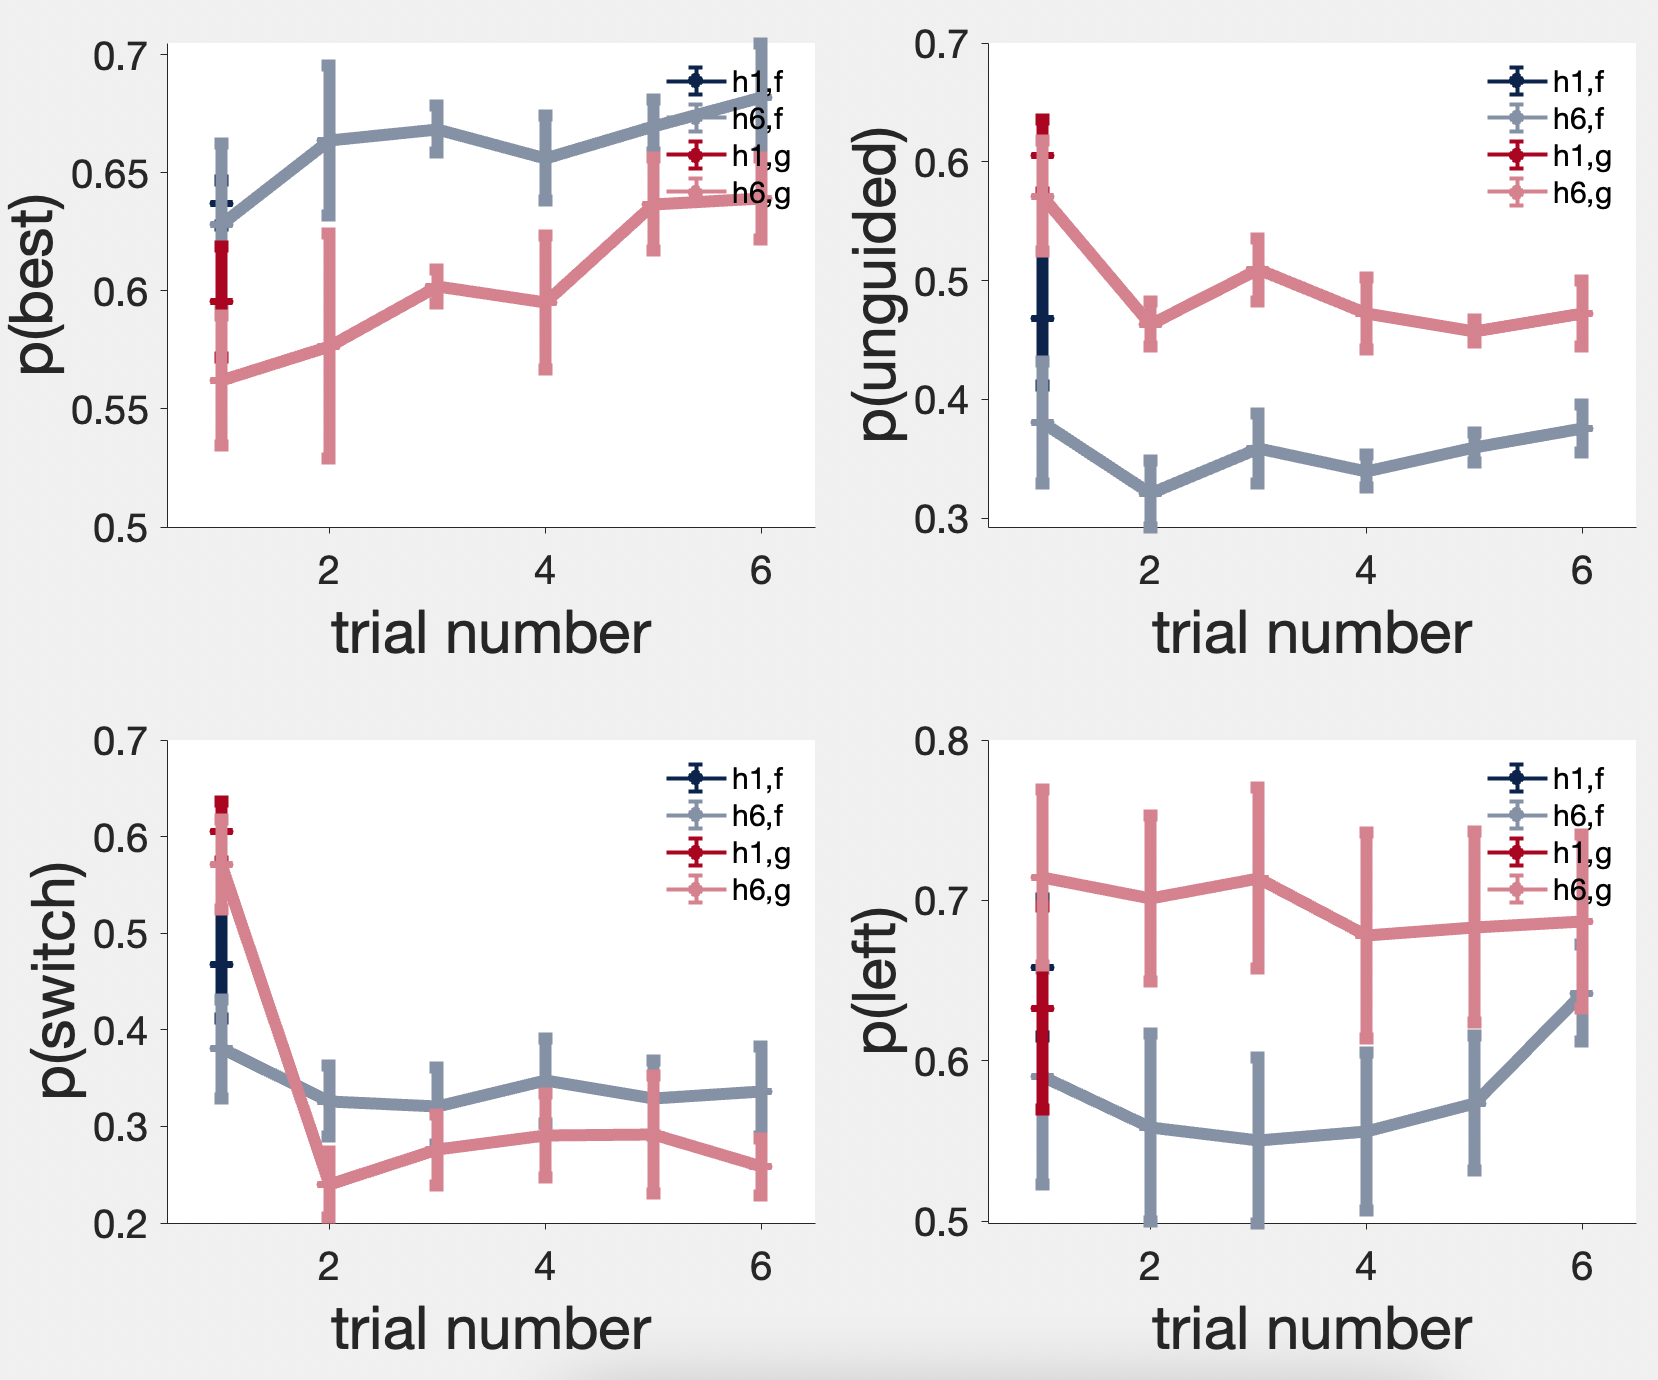 p(best)
0.7
0.65
0.6
0.55
0.5
2 4 6
trial number
h1,f
h6,f
h1,g
h6,g
p(unguided)
0.7
0.6
0.5
0.4
0.3
2 4 6
trial number
h1,f
h6,f
h1,g
h6,g
p(switch)
0.7
0.6
0.5
0.4
0.3
0.2
2 4 6
trial number
h1,f
h6,f
h1,g
h6,g
p(left)
0.8
0.7
0.6
0.5
2 4 6
trial number
h1,f
h6,f
h1,g
h6,g